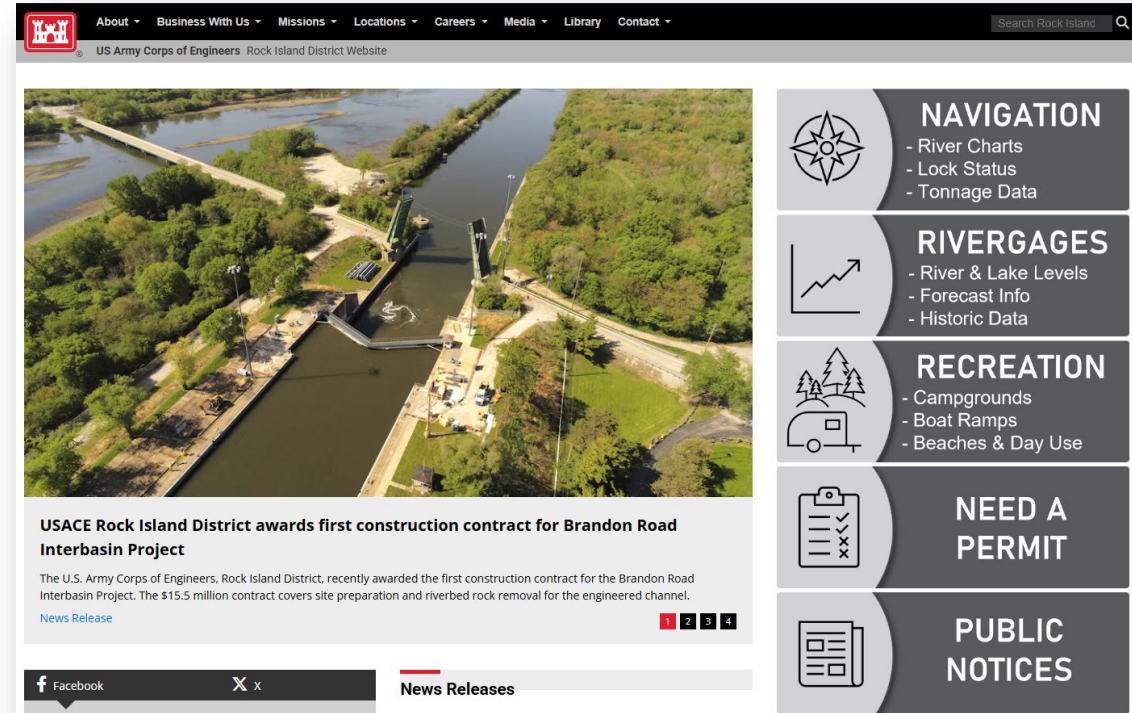 About Business With Us Missions Locations Careers Media Library Contact
Search Rock Island
® US Army Corps of Engineers Rock Island District Website
NAVIGATION
- River Charts
- Lock Status
- Tonnage Data
RIVERGAGES
- River & Lake Levels
- Forecast Info
- Historic Data
RECREATION
- Campgrounds
- Boat Ramps
- Beaches & Day Use
NEED A
PERMIT
PUBLIC
NOTICES
USACE Rock Island District awards first construction contract for Brandon Road
Interbasin Project
The U.S. Army Corps of Engineers, Rock Island District, recently awarded the first construction contract for the Brandon Road
Interbasin Project. The $15.5 million contract covers site preparation and riverbed rock removal for the engineered channel.
News Release
1 2 3 4
Facebook
X
News Releases